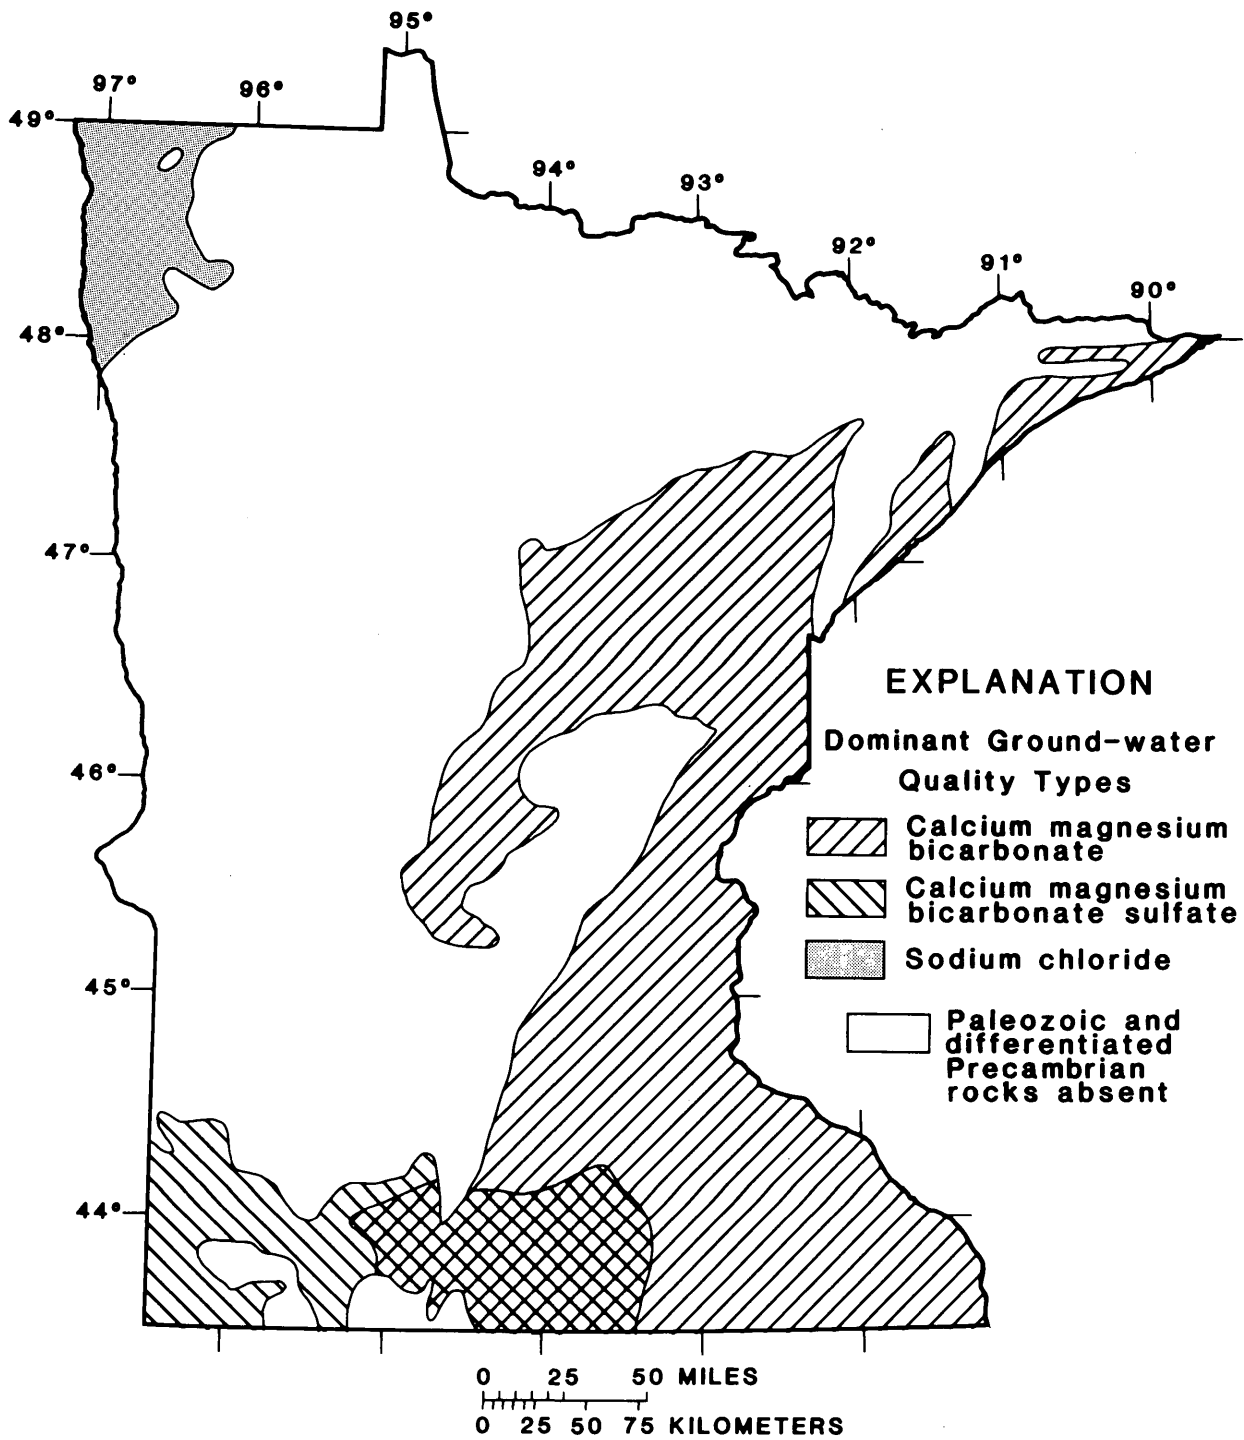 95°
97°
96°
49°
94°
93°
92°
91°
90°
48°
47°
46°
45°
44°
EXPLANATION
Dominant Ground-water
Quality Types
Calcium magnesium
bicarbonate
Calcium magnesium
bicarbonate sulfate
Sodium chloride
Paleozoic and
differentiated
Precambrian
rocks absent
0 25 50 MILES
0 25 50 75 KILOMETERS